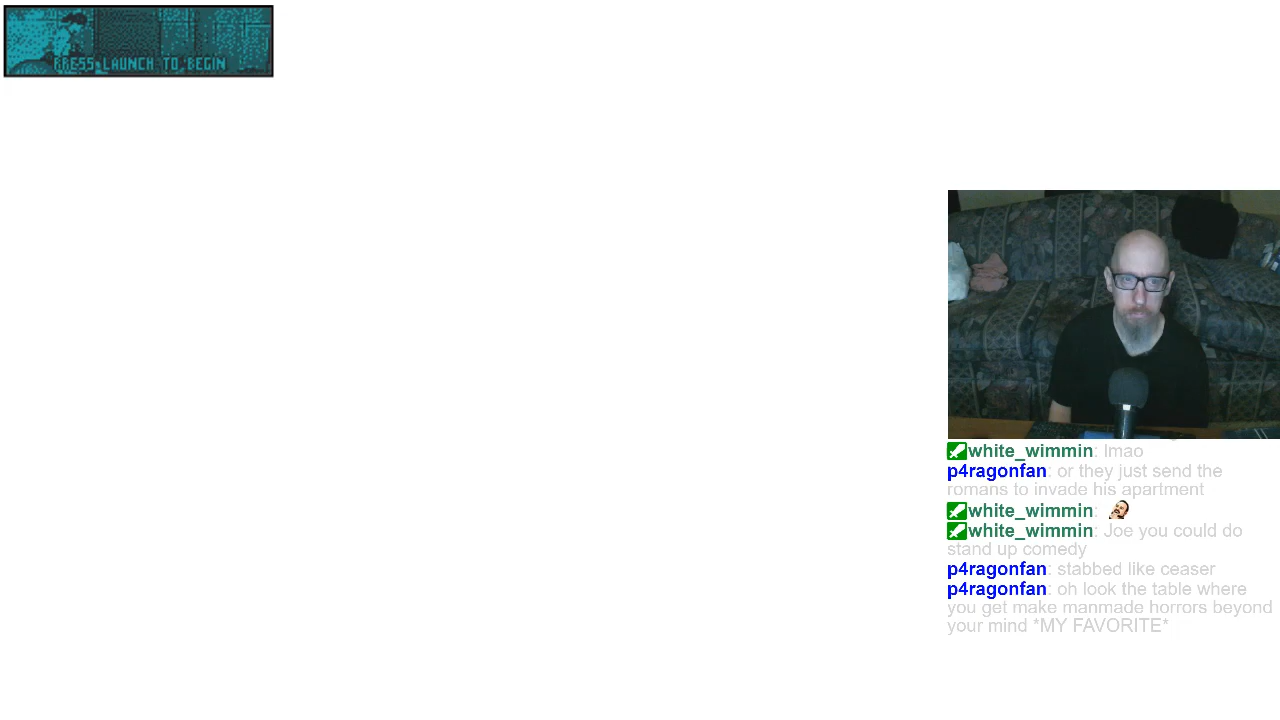 PRESS LAUNCH TO BEGIN
white_wimmin: lmao
p4ragonfan: or they just send the
romans to invade his apartment
white_wimmin:
white_wimmin: Joe you could do
stand up comedy
p4ragonfan: stabbed like ceaser
p4ragonfan: oh look the table where
you get make manmade horrors beyond
your mind *MY FAVORITE*